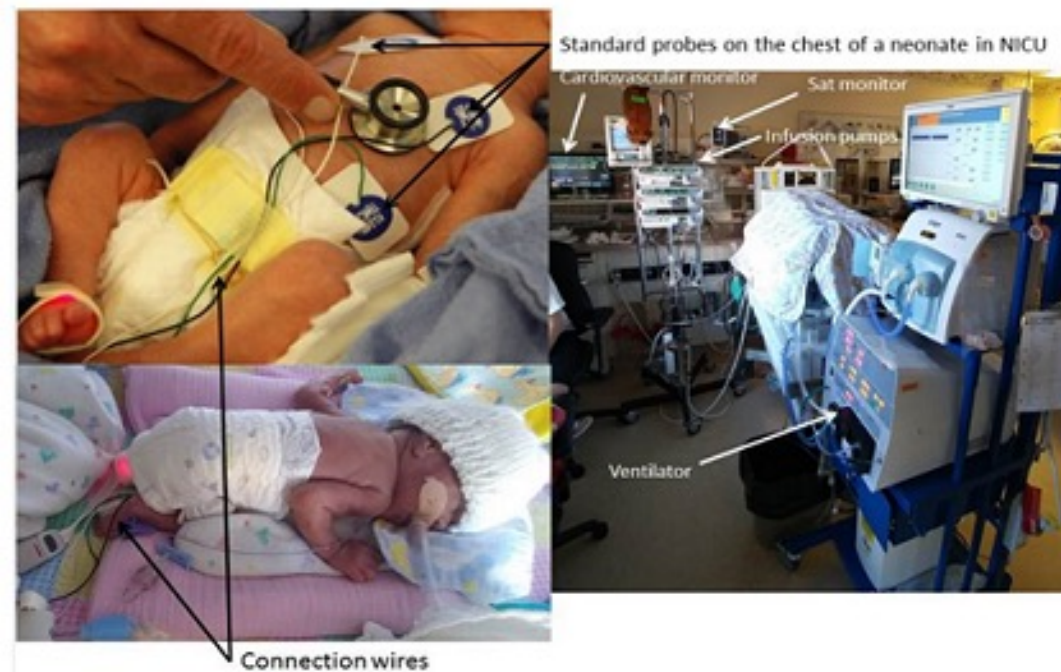 Standard probes on the chest of a neonate in NICU
Cardiovascular monitor
Sat monitor
Infusion pumps
Ventilator
Connection wires